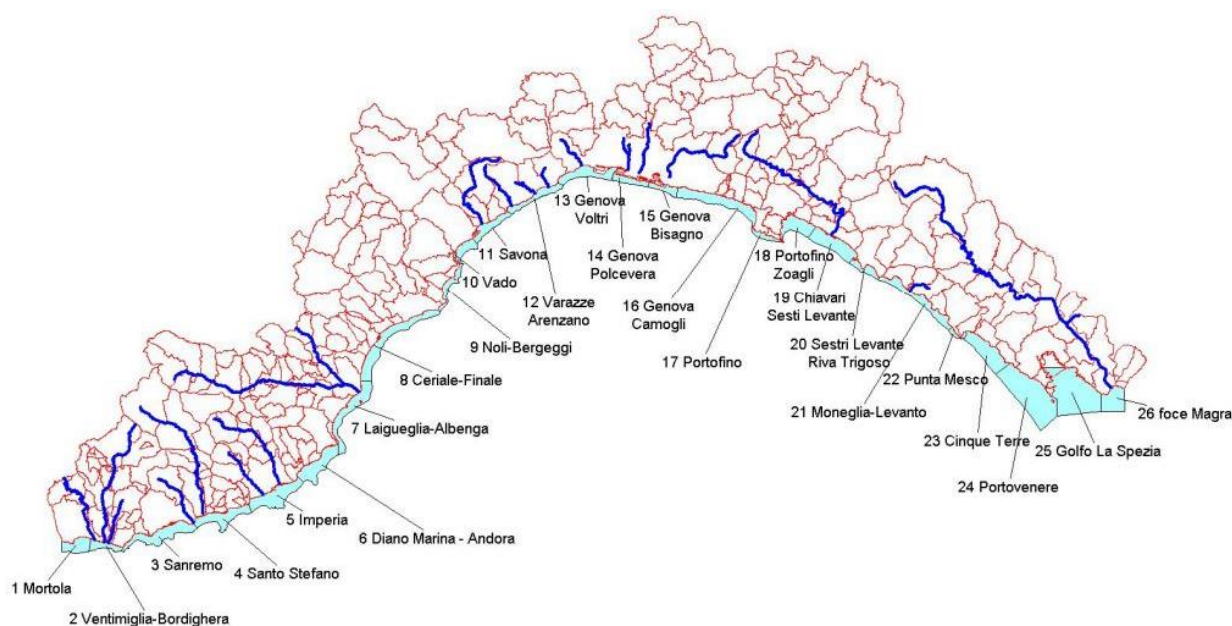 1 Mortola
2 Ventimiglia-Bordighera
3 Sanremo
4 Santo Stefano
5 Imperia
6 Diano Marina - Andora
7 Laigueglia-Albenga
8 Ceriale-Finale
9 Noli-Bergeggi
10 Vado
11 Savona
12 Varazze
Arenzano
13 Genova
Voltri
14 Genova
Polcevera
15 Genova
Bisagno
16 Genova
Camogli
17 Portofino
18 Portofino
Zoagli
19 Chiavari
Sesti Levante
20 Sestri Levante
Riva Trigoso
21 Moneglia-Levanto
22 Punta Mesco
23 Cinque Terre
24 Portovenere
25 Golfo La Spezia
26 foce Magra